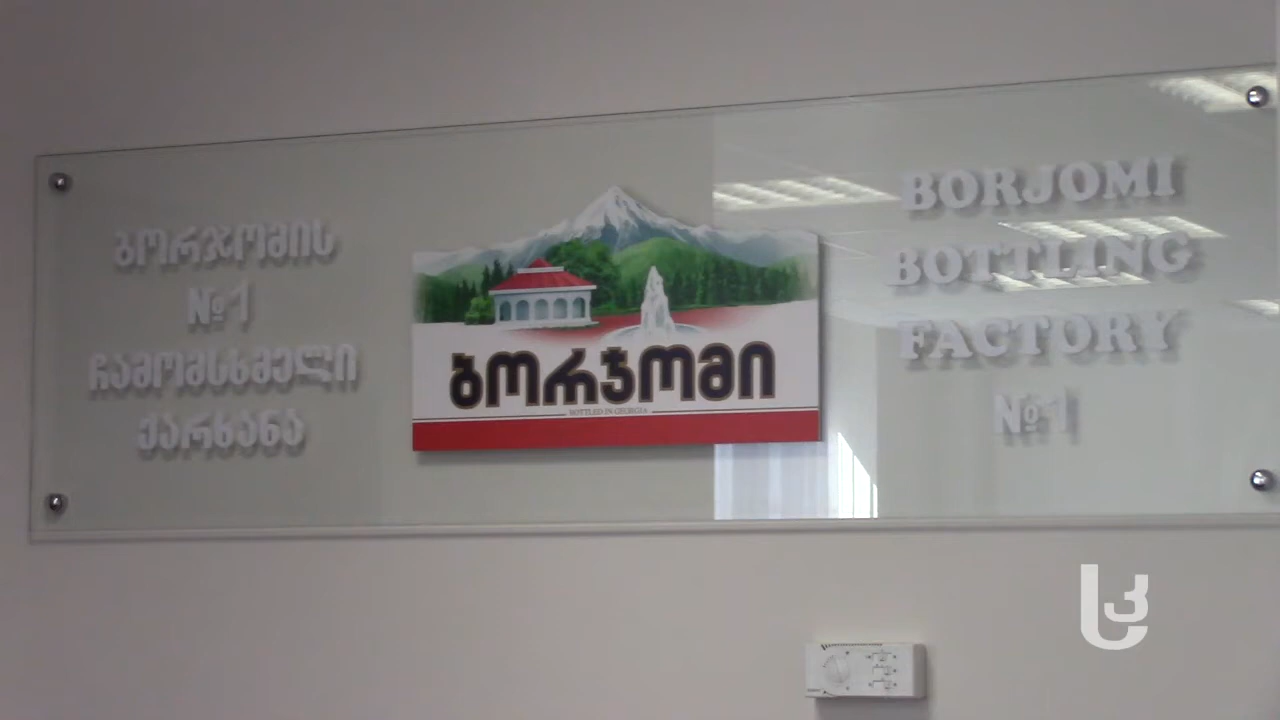 ბორჯომის
№1
ჩამომსხმელი
ქარხანა
ბორჯომი
BOTTLED IN GEORGIA
BORJOMI
BOTTLING
FACTORY
№1